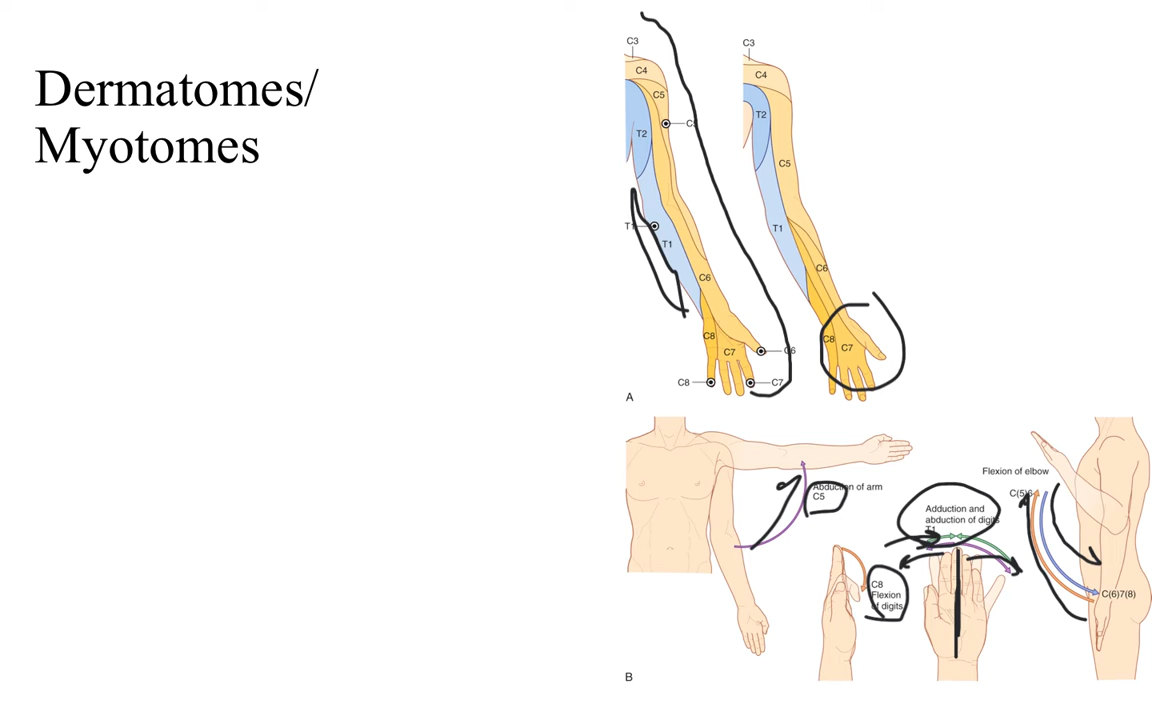 Dermatomes/
Myotomes
C3
C4
C5
T2
T1
T1
C6
C8
C7
C6
C8
C7
A
C3
C4
T2
C5
T1
C6
C8
C7
Abduction of arm
C5
C8
Flexion
of digits
Adduction and
abduction of digits
T1
Flexion of elbow
C(5)6
C(6)7(8)
B